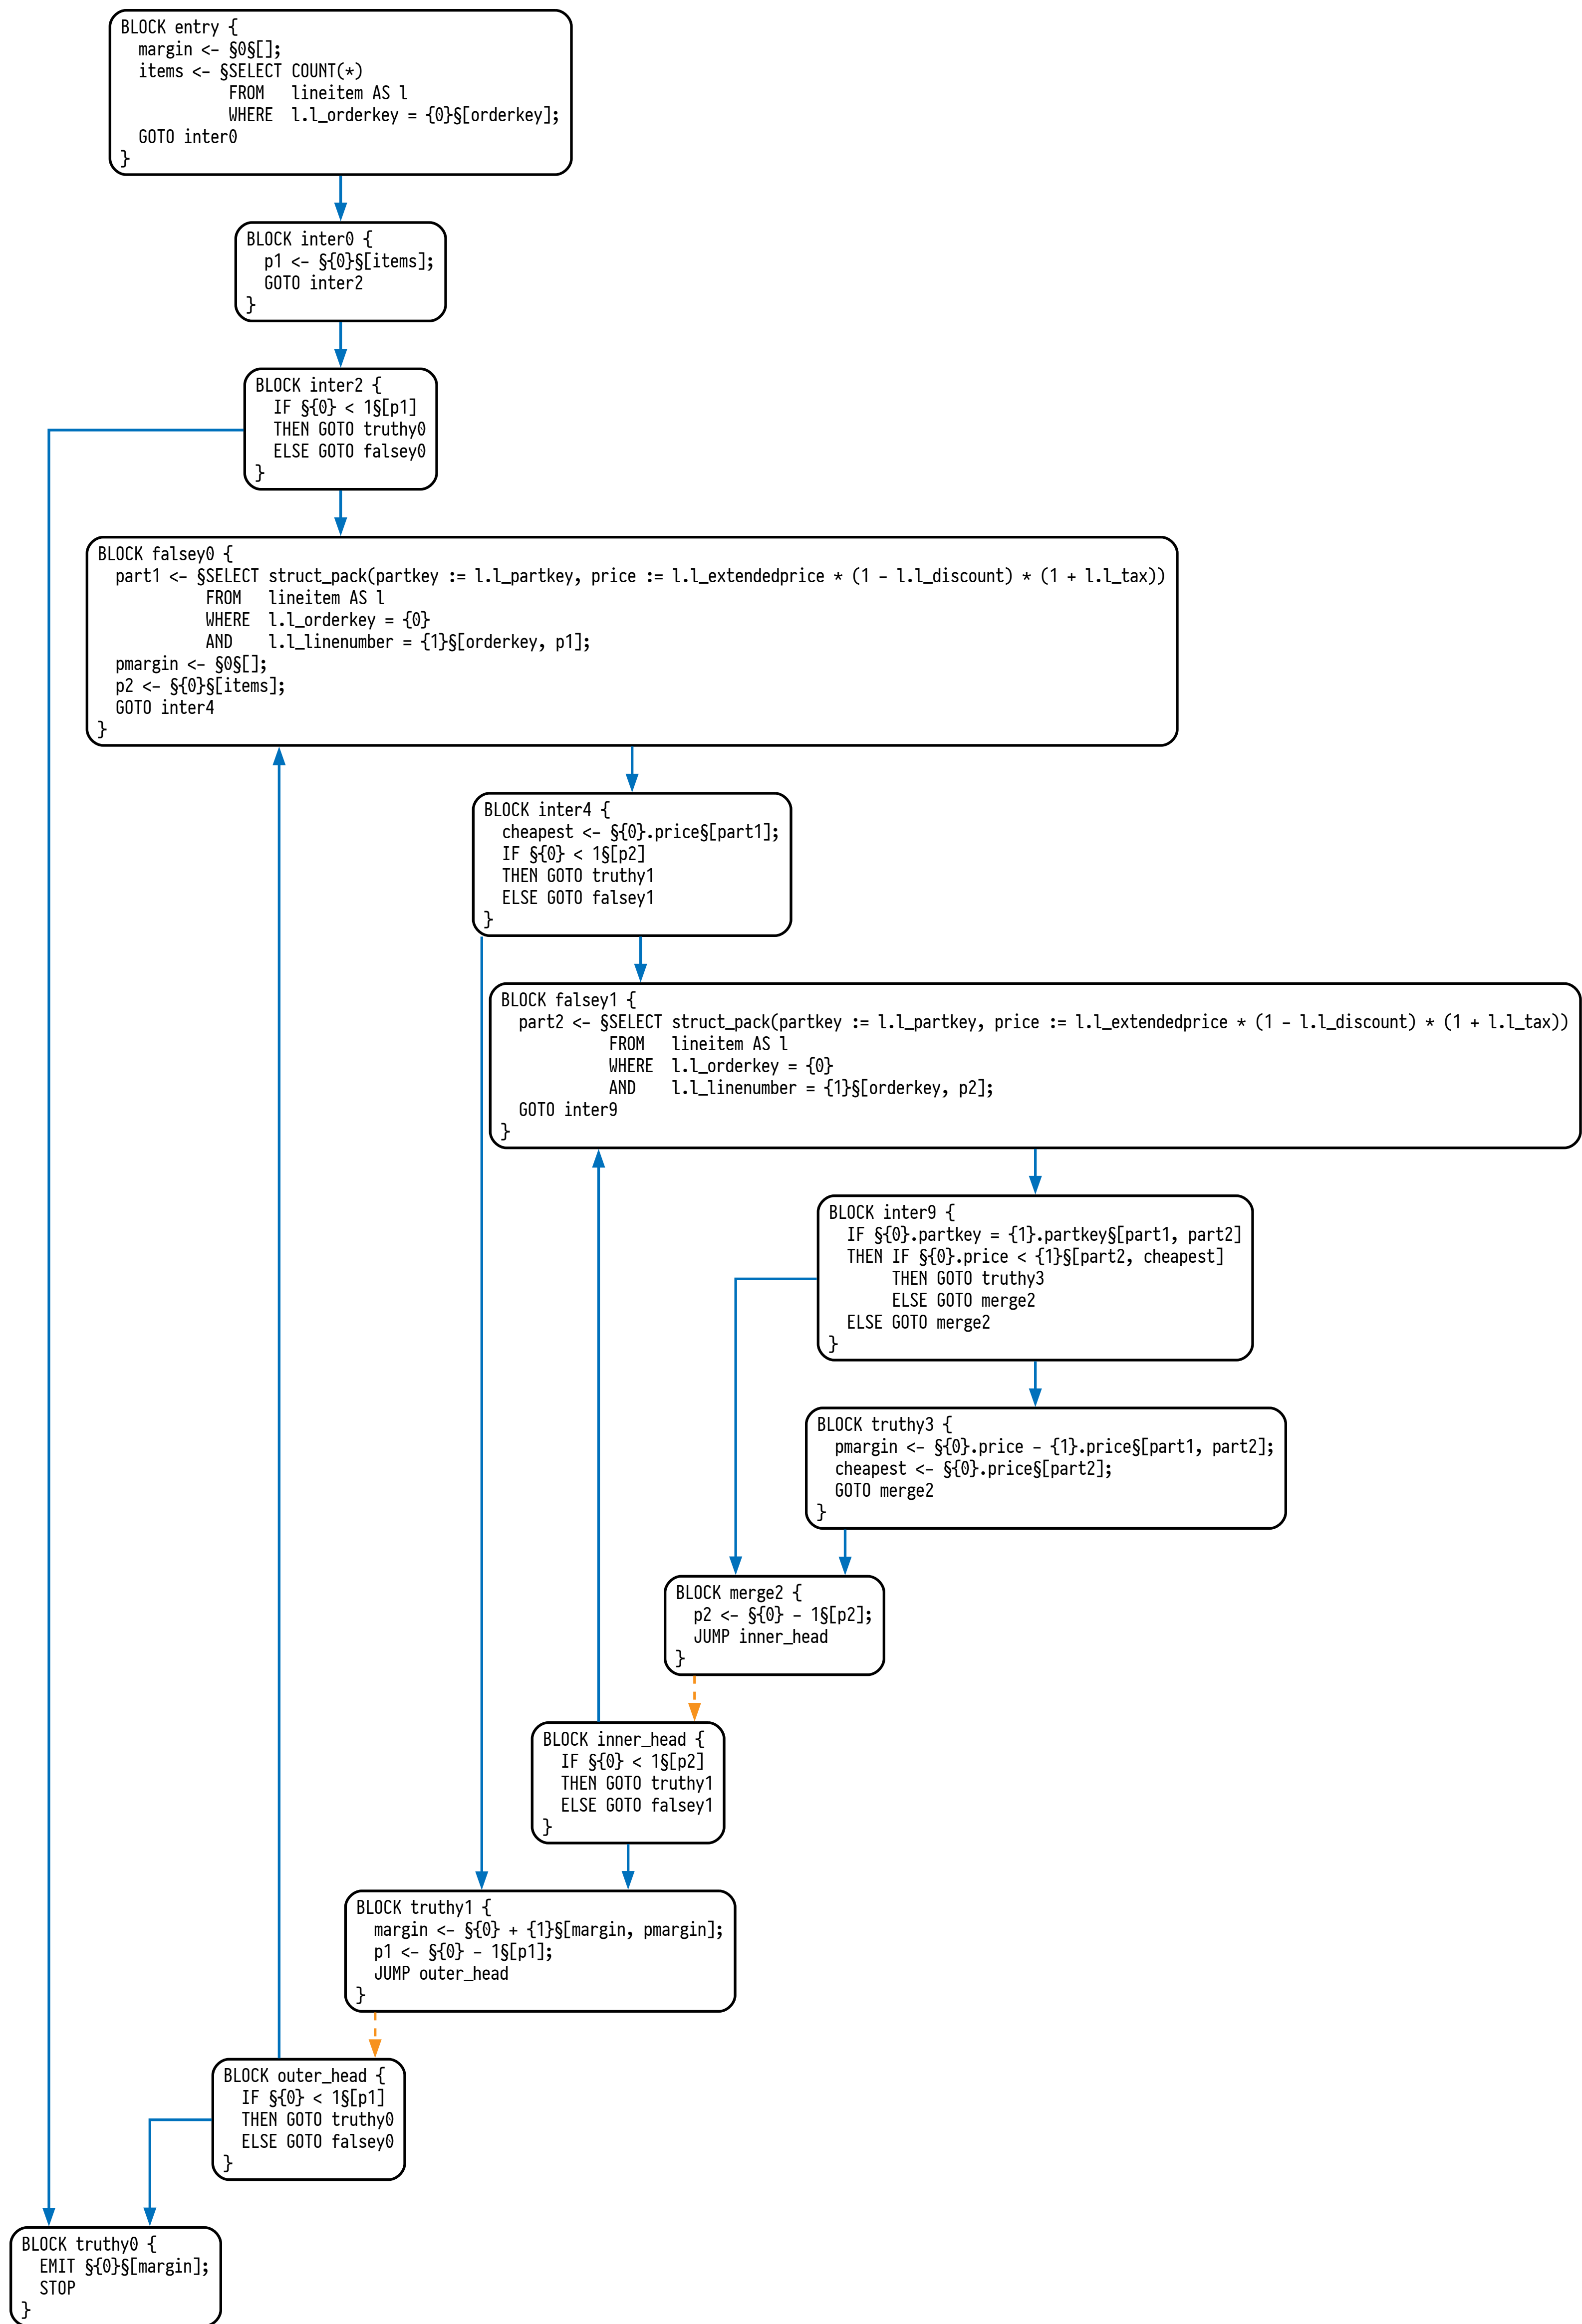 BLOCK entry {
margin <- §0§[];
items <- §SELECT COUNT(*)
FROM lineitem AS l
WHERE l.l_orderkey = {0}§[orderkey];
GOTO inter0
}
BLOCK inter0 {
p1 <- §{0}§[items];
GOTO inter2
}
BLOCK inter2 {
IF §{0} < 1§[p1]
THEN GOTO truthy0
ELSE GOTO falsey0
}
BLOCK falsey0 {
part1 <- §SELECT struct_pack(partkey := l.l_partkey, price := l.l_extendedprice * (1 - l.l_discount) * (1 + l.l_tax))
FROM lineitem AS l
WHERE l.l_orderkey = {0}
AND l.l_linenumber = {1}§[orderkey, p1];
pmargin <- §0§[];
p2 <- §{0}§[items];
GOTO inter4
}
BLOCK inter4 {
cheapest <- §{0}.price§[part1];
IF §{0} < 1§[p2]
THEN GOTO truthy1
ELSE GOTO falsey1
}
BLOCK falsey1 {
part2 <- §SELECT struct_pack(partkey := l.l_partkey, price := l.l_extendedprice * (1 - l.l_discount) * (1 + l.l_tax))
FROM lineitem AS l
WHERE l.l_orderkey = {0}
AND l.l_linenumber = {1}§[orderkey, p2];
GOTO inter9
}
BLOCK inter9 {
IF §{0}.partkey = {1}.partkey§[part1, part2]
THEN IF §{0}.price < {1}§[part2, cheapest]
THEN GOTO truthy3
ELSE GOTO merge2
ELSE GOTO merge2
}
BLOCK truthy3 {
pmargin <- §{0}.price - {1}.price§[part1, part2];
cheapest <- §{0}.price§[part2];
GOTO merge2
}
BLOCK merge2 {
p2 <- §{0} - 1§[p2];
JUMP inner_head
}
BLOCK inner_head {
IF §{0} < 1§[p2]
THEN GOTO truthy1
ELSE GOTO falsey1
}
BLOCK truthy1 {
margin <- §{0} + {1}§[margin, pmargin];
p1 <- §{0} - 1§[p1];
JUMP outer_head
}
BLOCK outer_head {
IF §{0} < 1§[p1]
THEN GOTO truthy0
ELSE GOTO falsey0
}
BLOCK truthy0 {
EMIT §{0}§[margin];
STOP
}